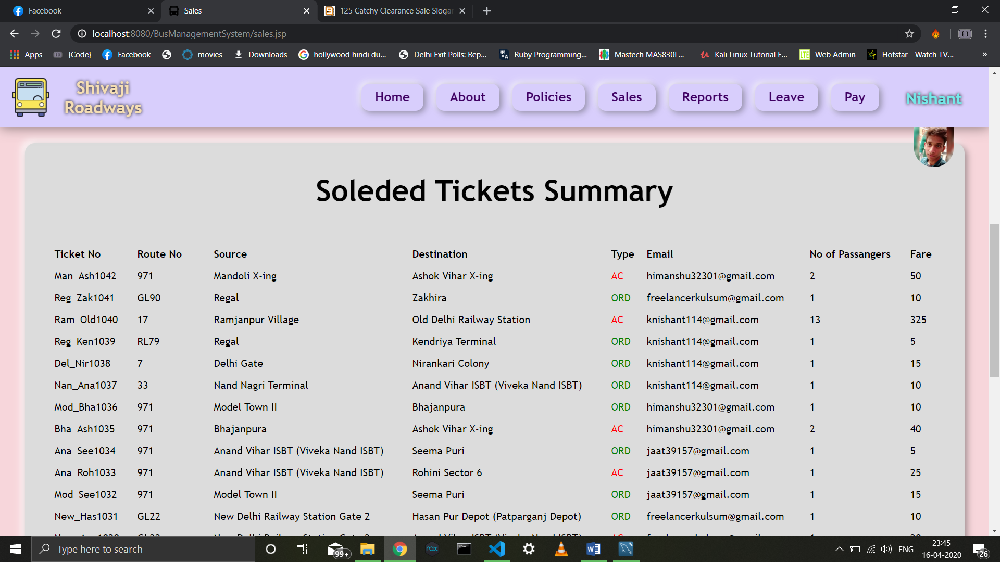 Facebook
Sales
125 Catchy Clearance Sale Slogan
localhost:8080/BusManagementSystem/sales.jsp
Apps {Code} Facebook movies Downloads hollywood hindi du... Delhi Exit Polls: Rep... Ruby Programming... Mastech MAS830L... Kali Linux Tutorial F... LTE Web Admin Hotstar - Watch TV... »
Shivaji
Roadways
Home About Policies Sales Reports Leave Pay Nishant
Soleded Tickets Summary
Ticket No Route No Source Destination Type Email No of Passangers Fare
Man_Ash1042 971 Mandoli X-ing Ashok Vihar X-ing AC himanshu32301@gmail.com 2 50
Reg_Zak1041 GL90 Regal Zakhira ORD freelancerkulsum@gmail.com 1 10
Ram_Old1040 17 Ramjanpur Village Old Delhi Railway Station AC knishant114@gmail.com 13 325
Reg_Ken1039 RL79 Regal Kendriya Terminal ORD knishant114@gmail.com 1 5
Del_Nir1038 7 Delhi Gate Nirankari Colony ORD knishant114@gmail.com 1 15
Nan_Ana1037 33 Nand Nagri Terminal Anand Vihar ISBT (Viveka Nand ISBT) ORD knishant114@gmail.com 1 10
Mod_Bha1036 971 Model Town II Bhajanpura ORD himanshu32301@gmail.com 1 10
Bha_Ash1035 971 Bhajanpura Ashok Vihar X-ing AC himanshu32301@gmail.com 2 40
Ana_See1034 971 Anand Vihar ISBT (Viveka Nand ISBT) Seema Puri ORD jaat39157@gmail.com 1 5
Ana_Roh1033 971 Anand Vihar ISBT (Viveka Nand ISBT) Rohini Sector 6 AC jaat39157@gmail.com 1 25
Mod_See1032 971 Model Town II Seema Puri ORD jaat39157@gmail.com 1 15
New_Has1031 GL22 New Delhi Railway Station Gate 2 Hasan Pur Depot (Patparganj Depot) ORD freelancerkulsum@gmail.com 1 10
Type here to search
99+
nox
ENG
23:45
16-04-2020
26